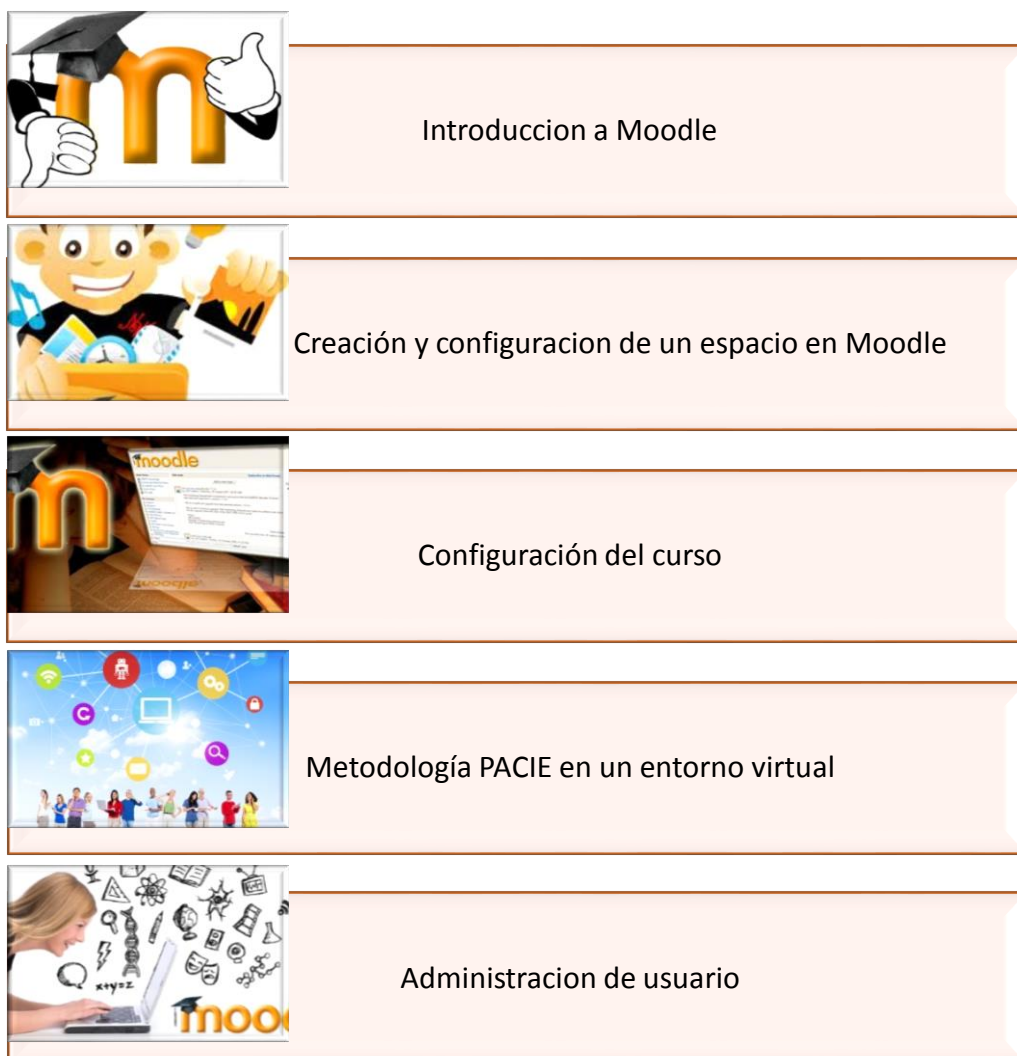 Introduccion a Moodle
Creación y configuracion de un espacio en Moodle
moodle
Configuración del curso
Metodología PACIE en un entorno virtual
x+y=z
moo
Administracion de usuario